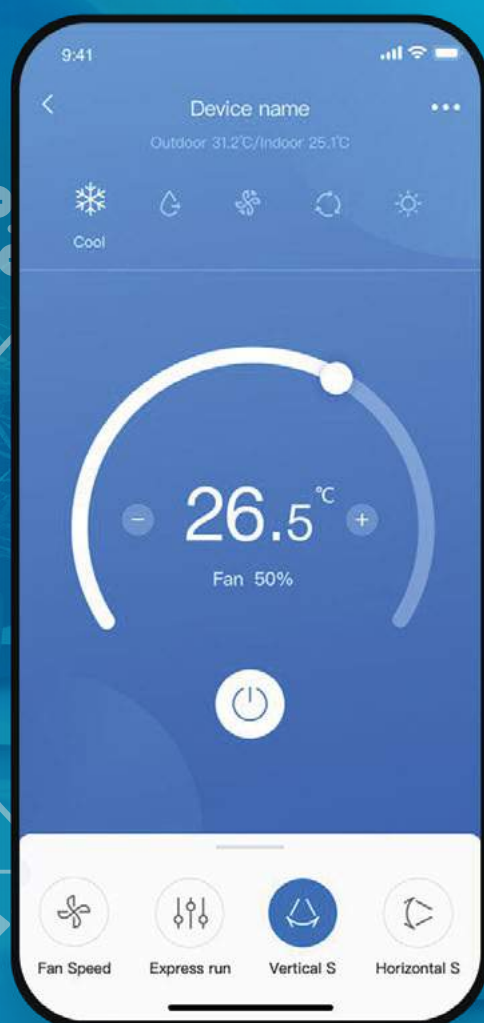 9:41
Device name
Outdoor 31.2℃/Indoor 25.1℃
Cool
26.5℃
Fan 50%
Fan Speed Express run Vertical S Horizontal S